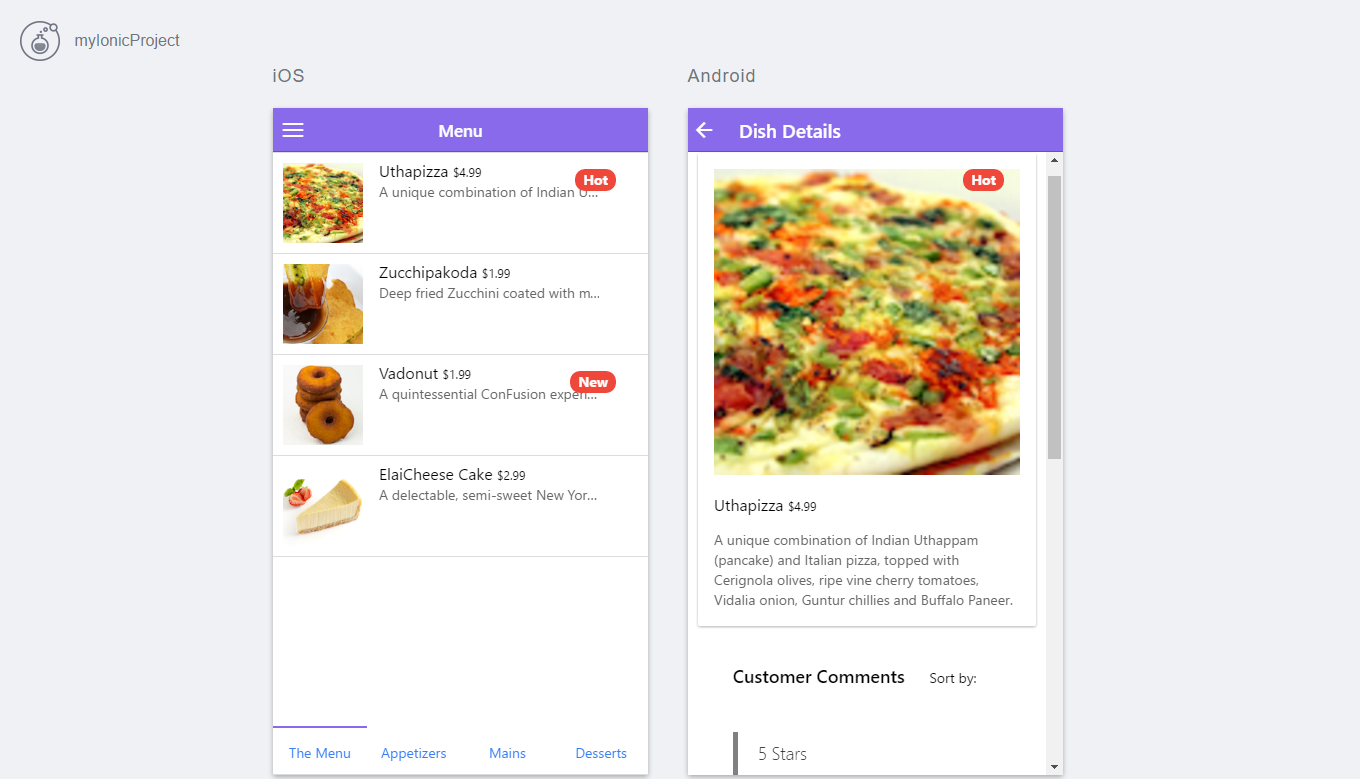 myIonicProject
iOS
Menu
Uthapizza $4.99
Hot
A unique combination of Indian U...
Zucchipakoda $1.99
Deep fried Zucchini coated with m...
Vadonut $1.99
New
A quintessential ConFusion experi...
ElaiCheese Cake $2.99
A delectable, semi-sweet New Yor...
The Menu Appetizers Mains Desserts
Android
Dish Details
Hot
Uthapizza $4.99
A unique combination of Indian Uthappam
(pancake) and Italian pizza, topped with
Cerignola olives, ripe vine cherry tomatoes,
Vidalia onion, Guntur chillies and Buffalo Paneer.
Customer Comments Sort by:
5 Stars